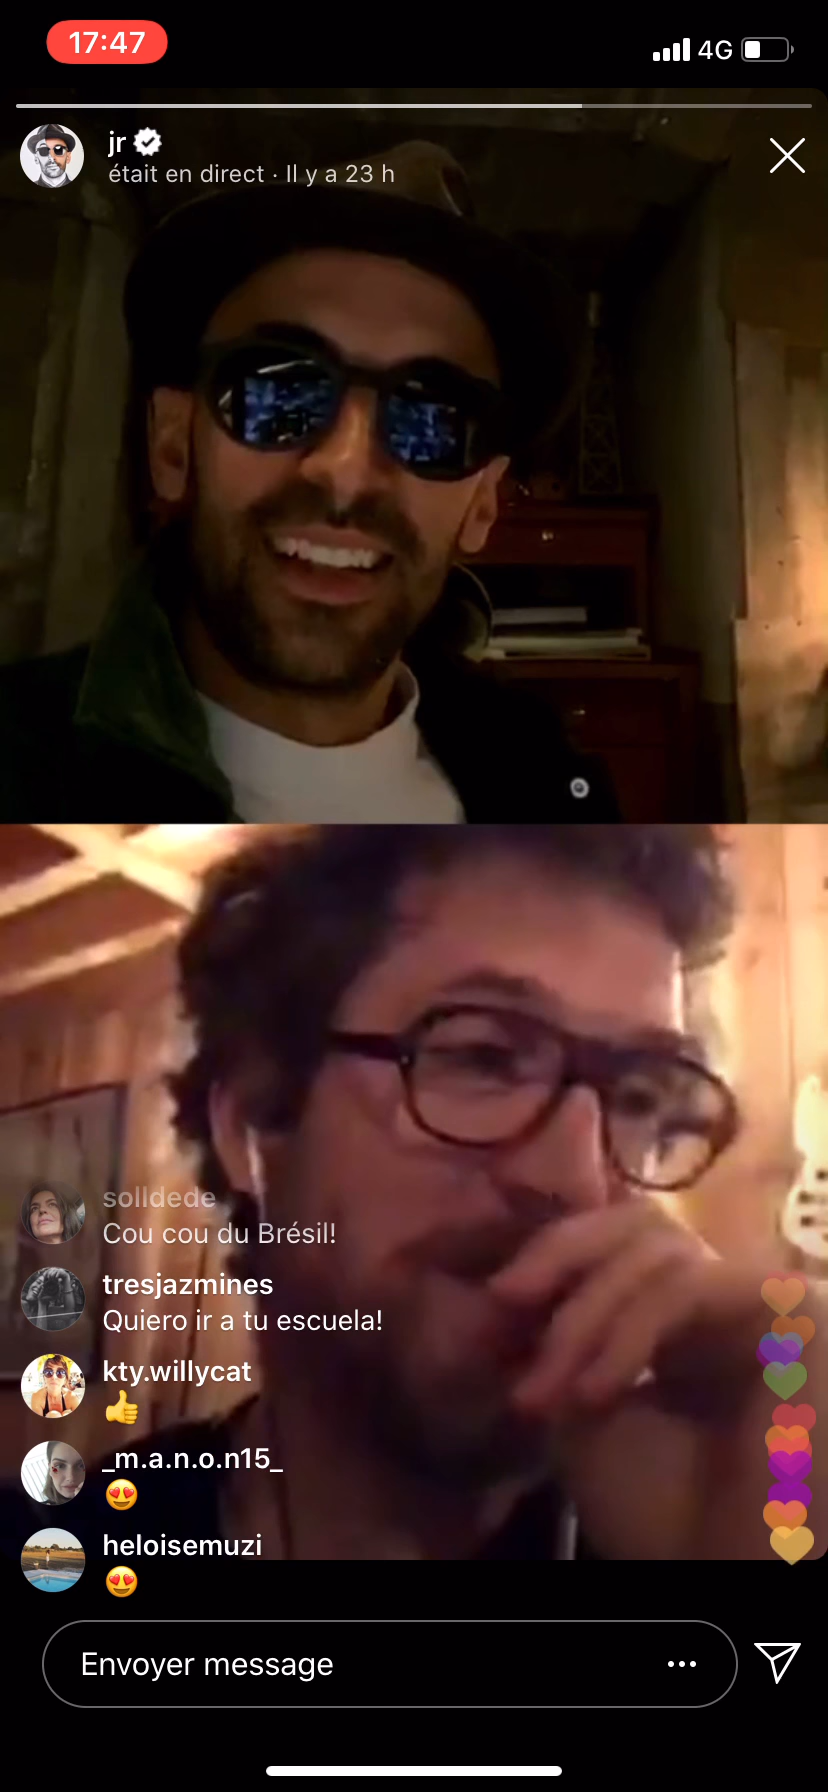 17:47
4G
jr
était en direct · Il y a 23 h
solldede
Cou cou du Brésil!
tresjazmines
Quiero ir a tu escuela!
kty.willycat
👍
_m.a.n.o.n15_
😍
heloisemuzi
😍
Envoyer message